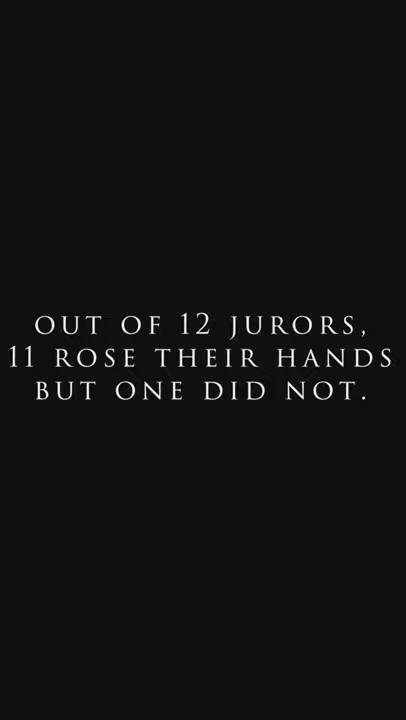 OUT OF 12 JURORS,
11 ROSE THEIR HANDS
BUT ONE DID NOT.